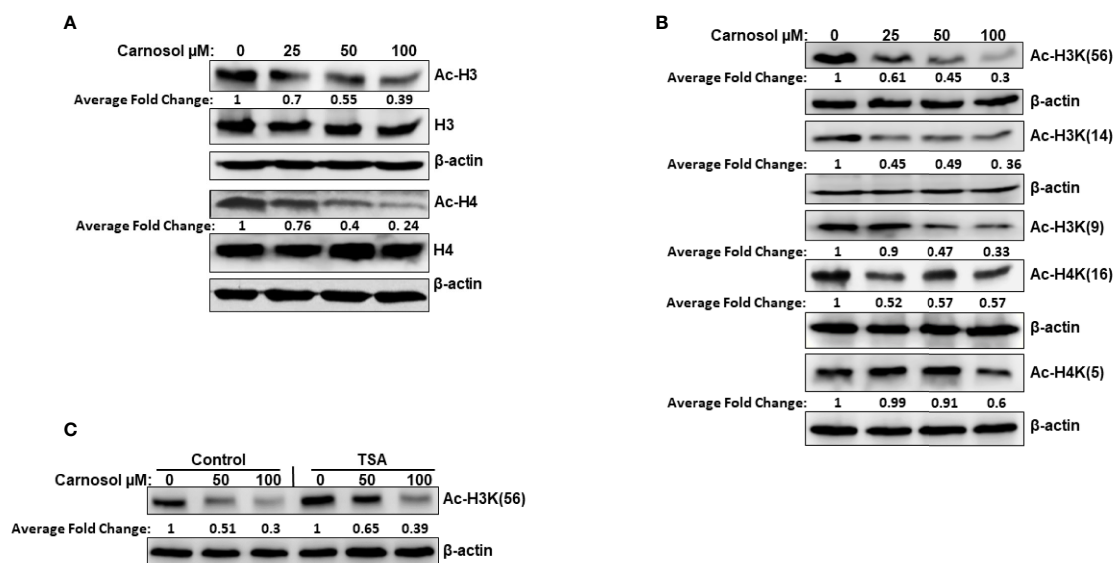 A
Carnosol µM: 0 25 50 100
Ac-H3
Average Fold Change: 1 0.7 0.55 0.39
H3
β-actin
Ac-H4
Average Fold Change: 1 0.76 0.4 0. 24
H4
β-actin
B
Carnosol µM: 0 25 50 100
Ac-H3K(56)
Average Fold Change: 1 0.61 0.45 0.3
β-actin
Ac-H3K(14)
Average Fold Change: 1 0.45 0.49 0. 36
β-actin
Ac-H3K(9)
Average Fold Change: 1 0.9 0.47 0.33
Ac-H4K(16)
Average Fold Change: 1 0.52 0.57 0.57
β-actin
Ac-H4K(5)
Average Fold Change: 1 0.99 0.91 0.6
β-actin
C
Control TSA
Carnosol µM: 0 50 100 0 50 100
Ac-H3K(56)
Average Fold Change: 1 0.51 0.3 1 0.65 0.39
β-actin